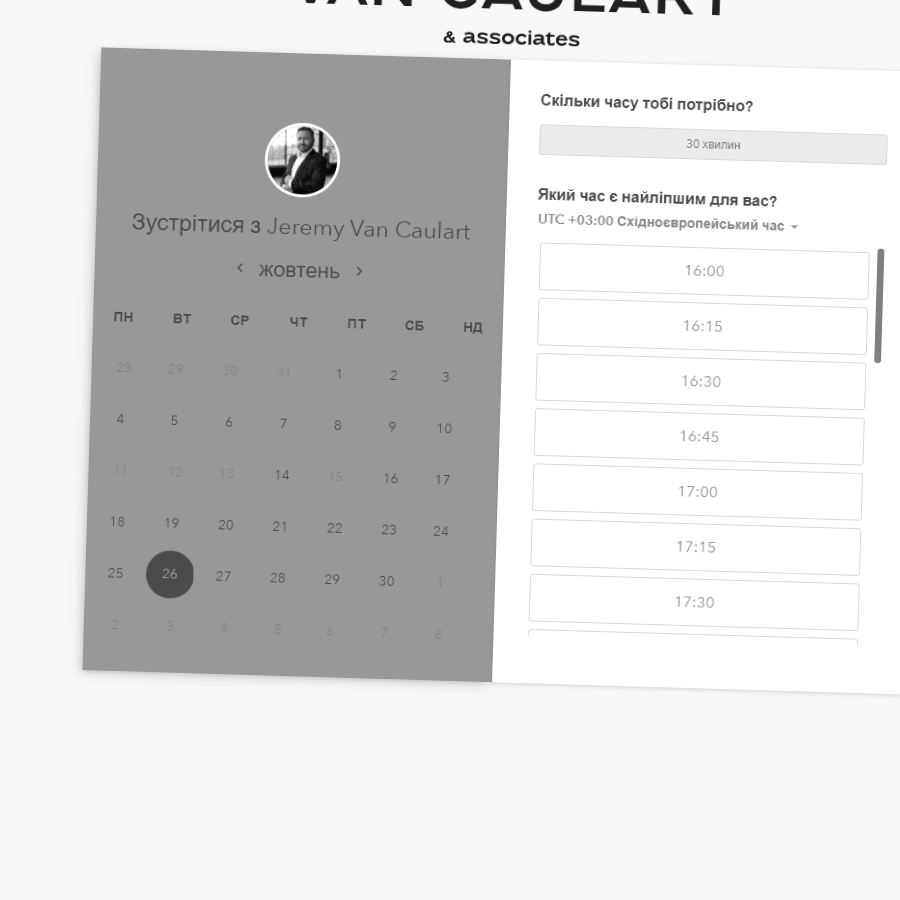 VAN CAULART
& associates
Зустрітися з Jeremy Van Caulart
‹ жовтень ›
ПН ВТ СР ЧТ ПТ СБ НД
28 29 30 31 1 2 3
4 5 6 7 8 9 10
11 12 13 14 15 16 17
18 19 20 21 22 23 24
25 26 27 28 29 30 1
2 3 4 5 6 7 8
Скільки часу тобі потрібно?
30 хвилин
Який час є найліпшим для вас?
UTC +03:00 Східноєвропейський час
16:00
16:15
16:30
16:45
17:00
17:15
17:30